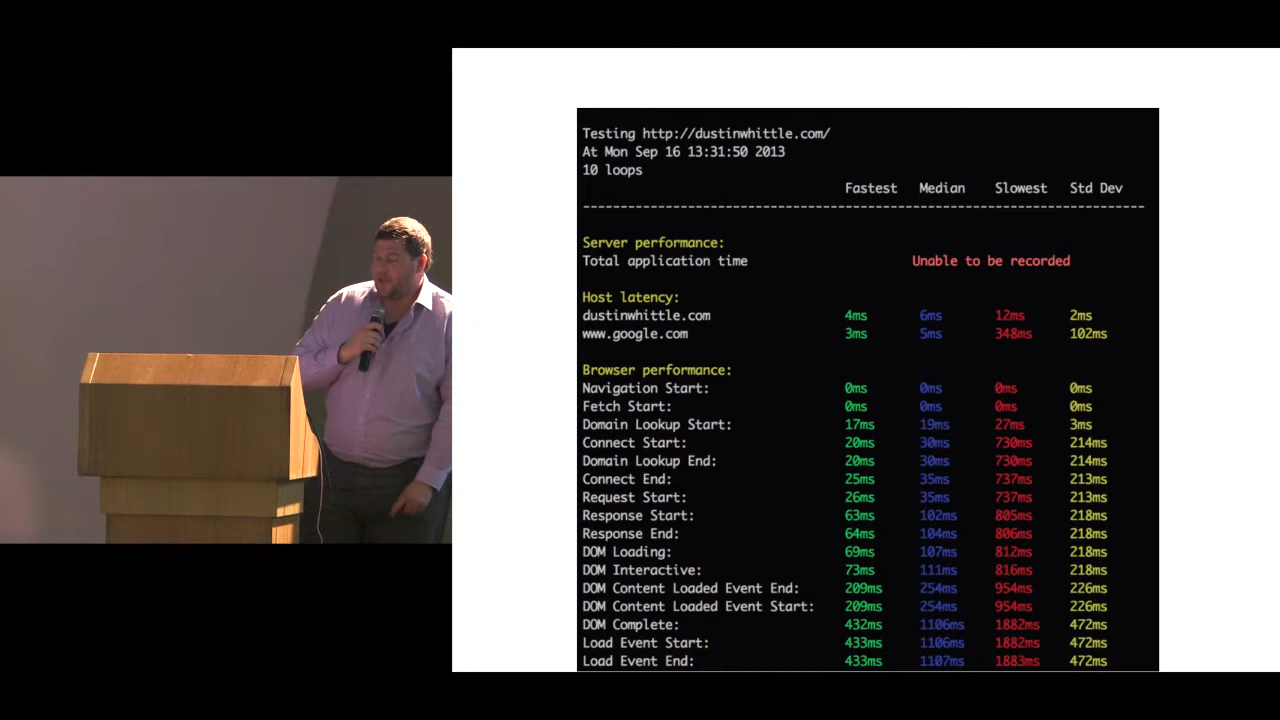 Testing http://dustinwhittle.com/
At Mon Sep 16 13:31:50 2013
10 loops
Fastest Median Slowest Std Dev
---------------------------------------------------------------------------
Server performance:
Total application time Unable to be recorded
Host latency:
dustinwhittle.com 4ms 6ms 12ms 2ms
www.google.com 3ms 5ms 348ms 102ms
Browser performance:
Navigation Start: 0ms 0ms 0ms 0ms
Fetch Start: 0ms 0ms 0ms 0ms
Domain Lookup Start: 17ms 19ms 27ms 3ms
Connect Start: 20ms 30ms 730ms 214ms
Domain Lookup End: 20ms 30ms 730ms 214ms
Connect End: 25ms 35ms 737ms 213ms
Request Start: 26ms 35ms 737ms 213ms
Response Start: 63ms 102ms 805ms 218ms
Response End: 64ms 104ms 806ms 218ms
DOM Loading: 69ms 107ms 812ms 218ms
DOM Interactive: 73ms 111ms 816ms 218ms
DOM Content Loaded Event End: 209ms 254ms 954ms 226ms
DOM Content Loaded Event Start: 209ms 254ms 954ms 226ms
DOM Complete: 432ms 1106ms 1882ms 472ms
Load Event Start: 433ms 1106ms 1882ms 472ms
Load Event End: 433ms 1107ms 1883ms 472ms